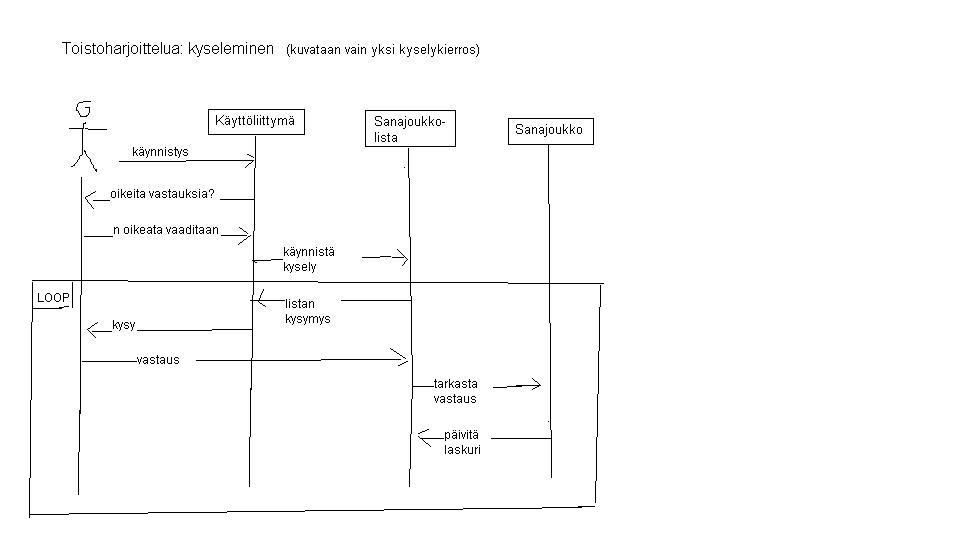 Toistoharjoittelua: kyseleminen (kuvataan vain yksi kyselykierros)
Käyttöliittymä
Sanajoukko-
lista
Sanajoukko
käynnistys
oikeita vastauksia?
n oikeata vaaditaan
käynnistä
kysely
LOOP
listan
kysymys
kysy
vastaus
tarkasta
vastaus
päivitä
laskuri